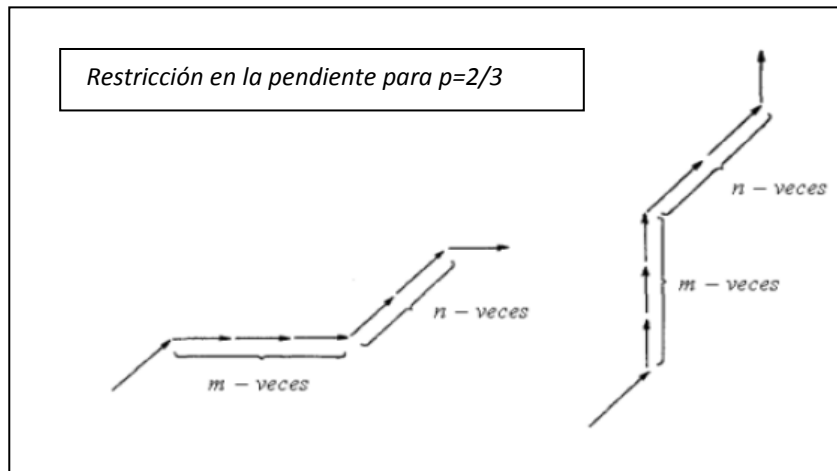 Restricción en la pendiente para p=2/3
n - veces
m - veces
n - veces
m - veces